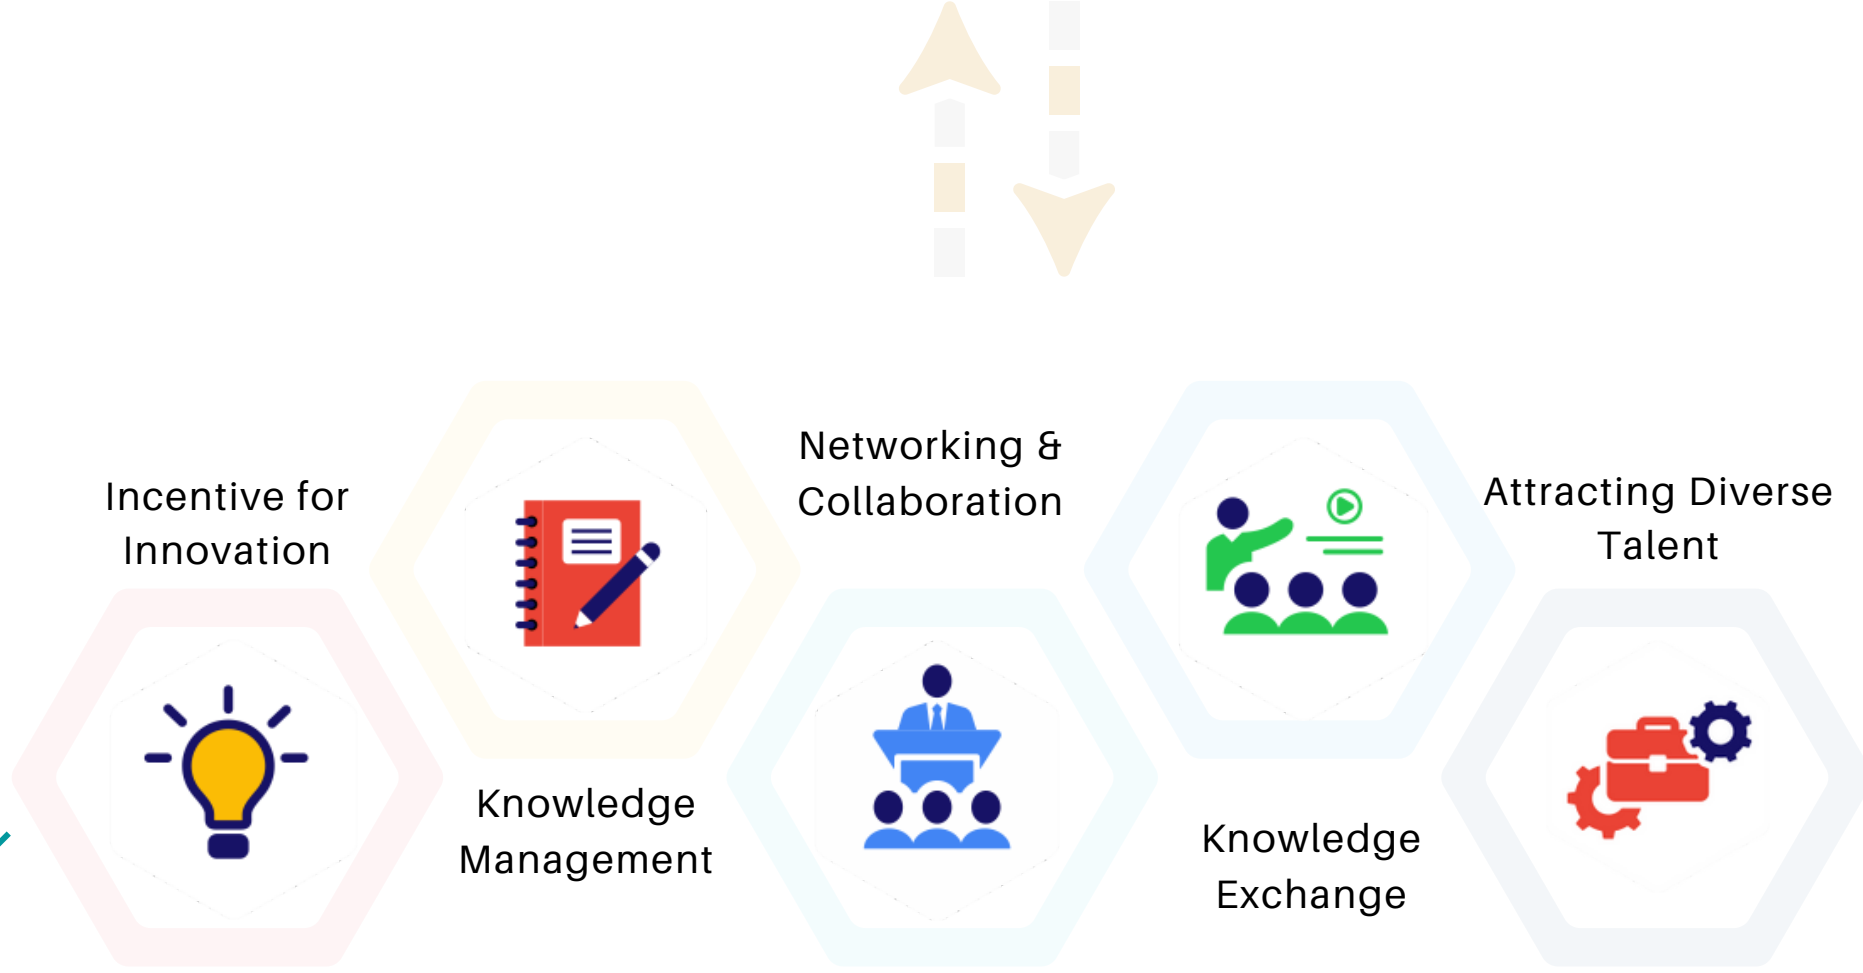 Incentive for
Innovation
Knowledge
Management
Networking &
Collaboration
Knowledge
Exchange
Attracting Diverse
Talent